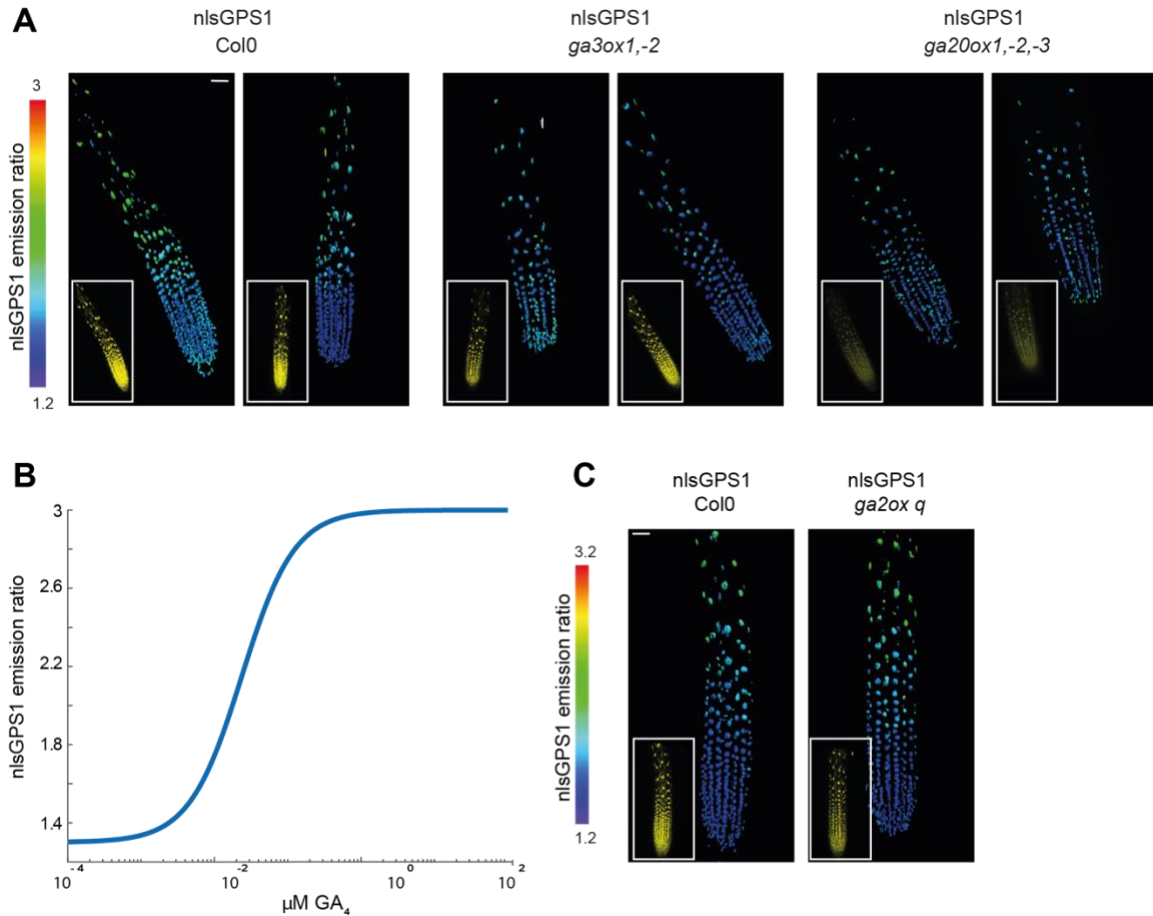 A
nlsGPS1
Col0
nlsGPS1
ga3ox1,-2
nlsGPS1
ga20ox1,-2,-3
3
nlsGPS1 emission ratio
1.2
B
3
2.6
2.2
1.8
1.4
nlsGPS1 emission ratio
10-4
10-2
100
102
µM GA4
C
nlsGPS1
Col0
nlsGPS1
ga2ox q
3.2
nlsGPS1 emission ratio
1.2